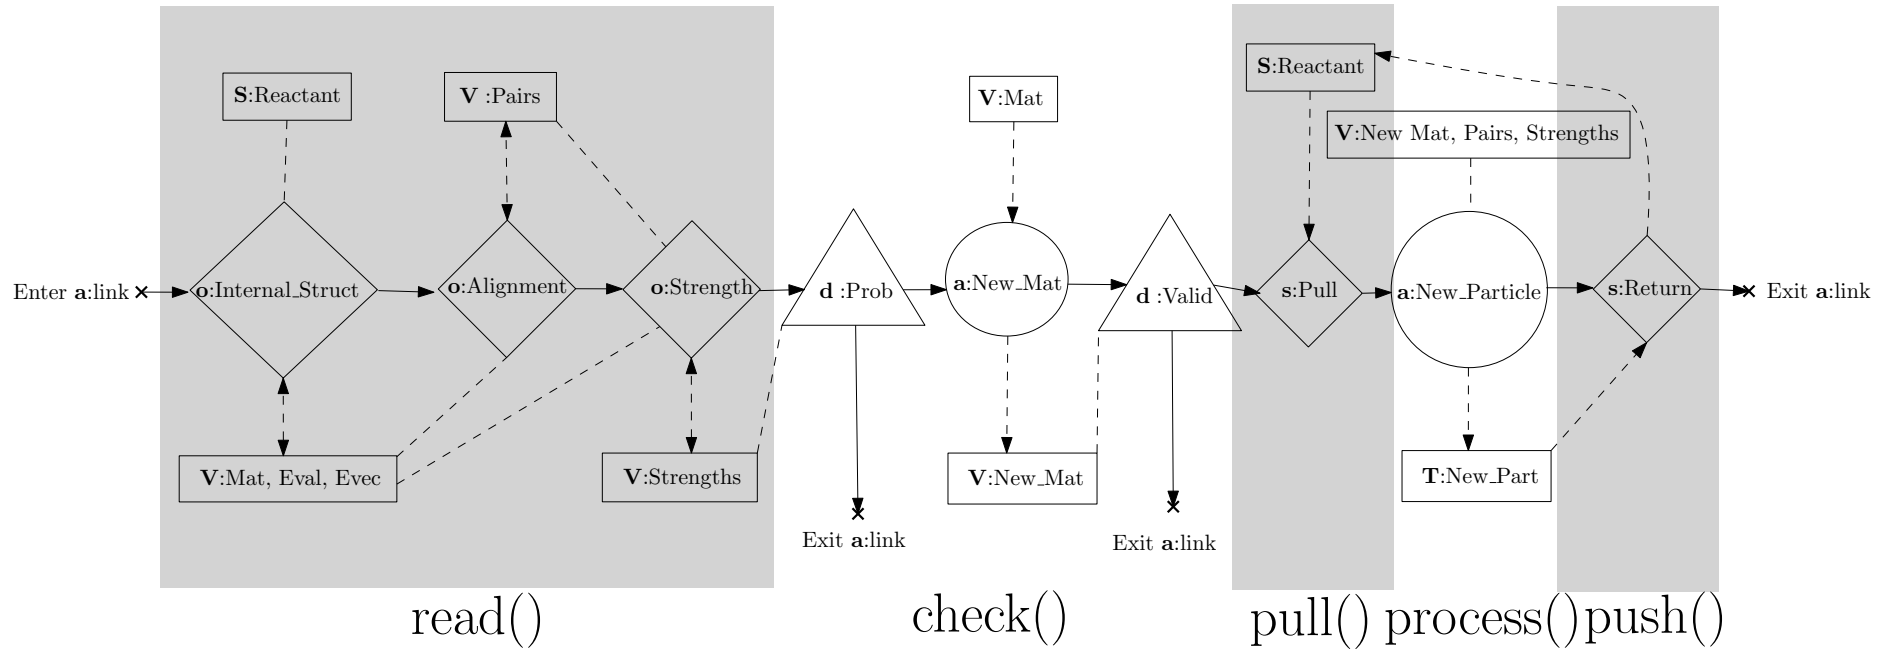 S:Reactant
V :Pairs
V:Mat
S:Reactant
V:New Mat, Pairs, Strengths
Enter a:link
o:Internal_Struct
o:Alignment
o:Strength
d :Prob
a:New_Mat
d :Valid
s:Pull
a:New_Particle
s:Return
Exit a:link
V:Mat, Eval, Evec
V:Strengths
V:New_Mat
T:New_Part
Exit a:link
Exit a:link
read()
check()
pull()
process()
push()